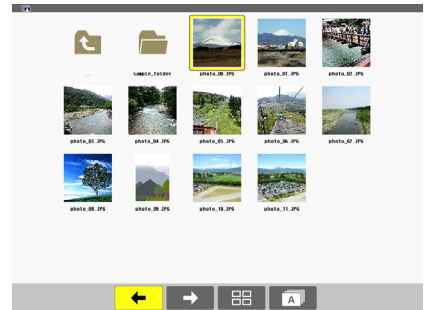 ..
sample_folder
photo_00.JPG
photo_01.JPG
photo_02.JPG
photo_03.JPG
photo_04.JPG
photo_05.JPG
photo_06.JPG
photo_07.JPG
photo_08.JPG
photo_09.JPG
photo_10.JPG
photo_11.JPG
A